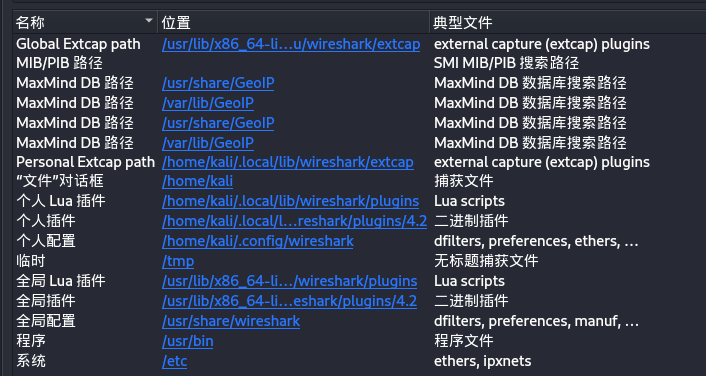 名称 位置 典型文件
Global Extcap path /usr/lib/x86_64-li…u/wireshark/extcap external capture (extcap) plugins
MIB/PIB 路径 SMI MIB/PIB 搜索路径
MaxMind DB 路径 /usr/share/GeoIP MaxMind DB 数据库搜索路径
MaxMind DB 路径 /var/lib/GeoIP MaxMind DB 数据库搜索路径
MaxMind DB 路径 /usr/share/GeoIP MaxMind DB 数据库搜索路径
MaxMind DB 路径 /var/lib/GeoIP MaxMind DB 数据库搜索路径
Personal Extcap path /home/kali/.local/lib/wireshark/extcap external capture (extcap) plugins
“文件”对话框 /home/kali 捕获文件
个人 Lua 插件 /home/kali/.local/lib/wireshark/plugins Lua scripts
个人插件 /home/kali/.local/l…reshark/plugins/4.2 二进制插件
个人配置 /home/kali/.config/wireshark dfilters, preferences, ethers, …
临时 /tmp 无标题捕获文件
全局 Lua 插件 /usr/lib/x86_64-li…/wireshark/plugins Lua scripts
全局插件 /usr/lib/x86_64-li…eshark/plugins/4.2 二进制插件
全局配置 /usr/share/wireshark dfilters, preferences, manuf, …
程序 /usr/bin 程序文件
系统 /etc ethers, ipxnets